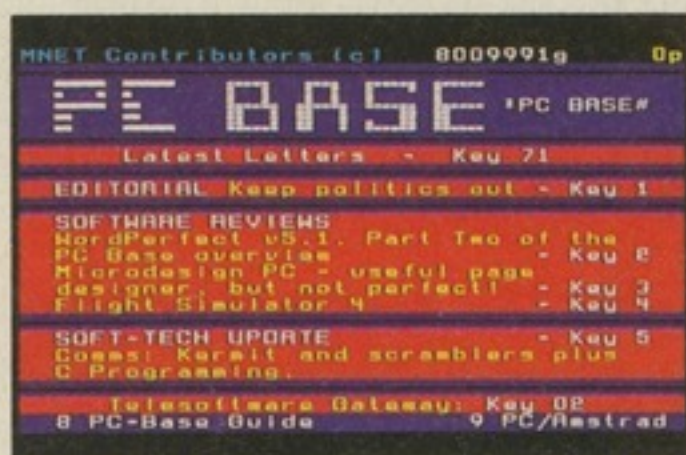 MNET Contributors (c) 8009991g 0p
PC BASE *PC BASE#
Latest Letters - Key 71
EDITORIAL Keep politics out - Key 1
SOFTWARE REVIEWS
WordPerfect v5.1. Part Two of the
PC Base overview - Key 2
Microdesign PC - useful page
designer, but not perfect! - Key 3
Flight Simulator 4 - Key 4
SOFT-TECH UPDATE - Key 5
Comms: Kermit and scramblers plus
C Programming.
Telesoftware Gateway: Key 02
8 PC-Base Guide 9 PC/Amstrad